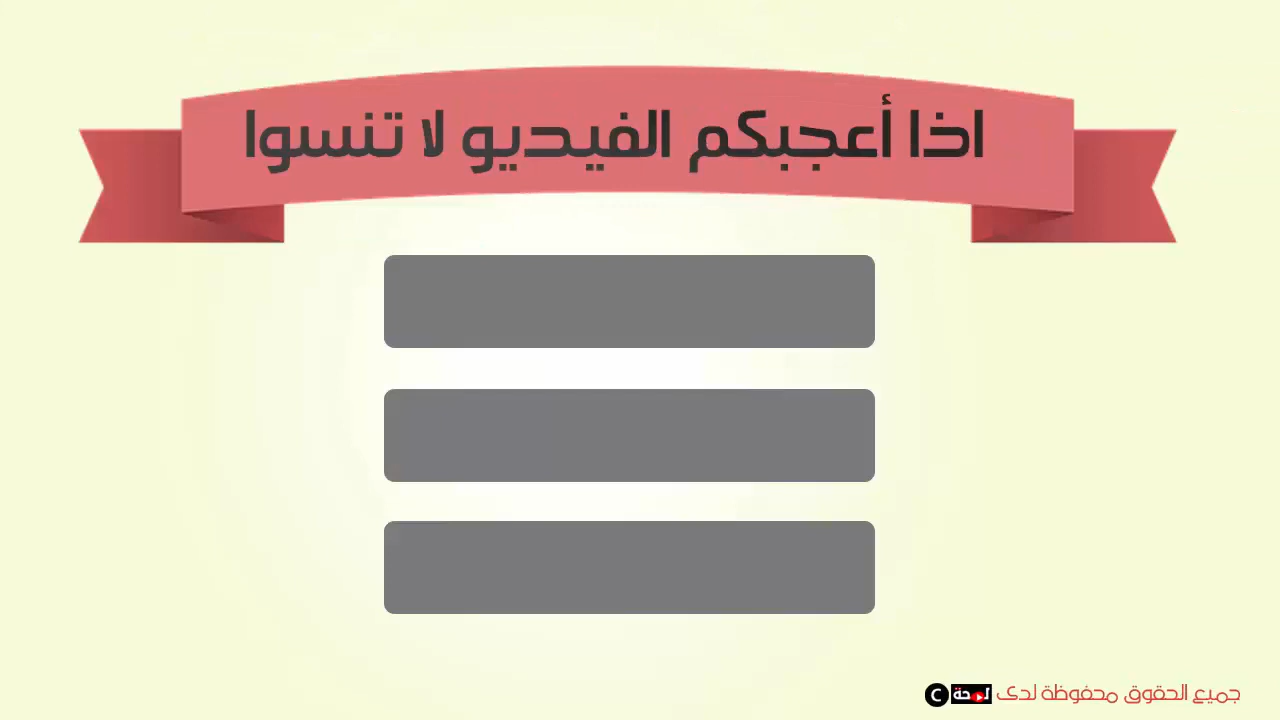 اذا أعجبكم الفيديو لا تنسوا
جميع الحقوق محفوظة لدى لمحة C